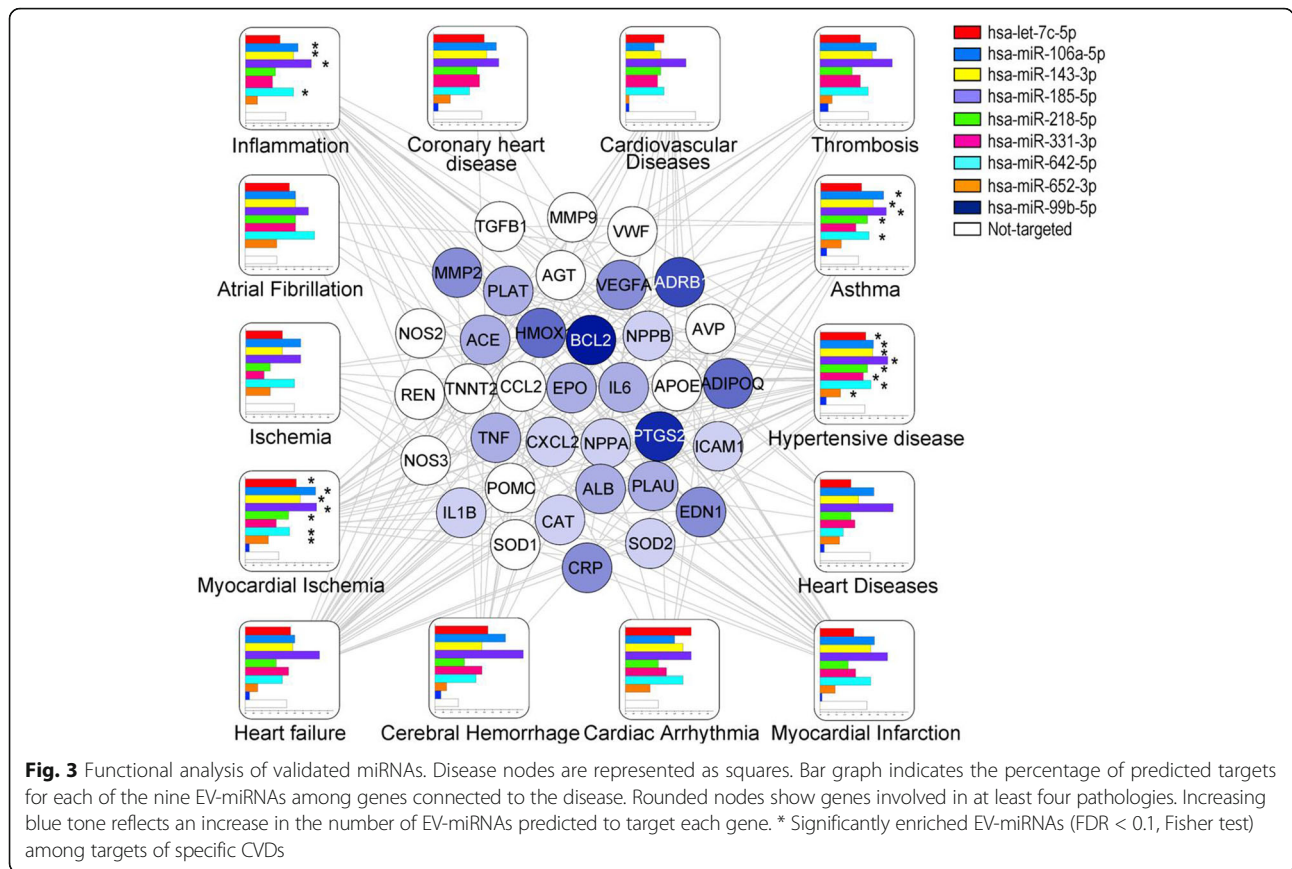 hsa-let-7c-5p
hsa-miR-106a-5p
hsa-miR-143-3p
hsa-miR-185-5p
hsa-miR-218-5p
hsa-miR-331-3p
hsa-miR-642-5p
hsa-miR-652-3p
hsa-miR-99b-5p
Not-targeted
* * * *
Inflammation
Coronary heart
disease
Cardiovascular
Diseases
Thrombosis
Atrial Fibrillation
* * * * *
Asthma
Ischemia
* * * * * * * *
Hypertensive disease
* * * * * * *
Myocardial Ischemia
Heart Diseases
Heart failure
Cerebral Hemorrhage
Cardiac Arrhythmia
Myocardial Infarction
TGFB1
MMP9
VWF
MMP2
PLAT
AGT
VEGFA
ADRB1
NOS2
ACE
HMOX1
BCL2
NPPB
AVP
REN
TNNT2
CCL2
EPO
IL6
APOE
ADIPOQ
TNF
CXCL2
NPPA
PTGS2
ICAM1
NOS3
POMC
ALB
PLAU
IL1B
CAT
EDN1
SOD1
SOD2
CRP
Fig. 3 Functional analysis of validated miRNAs. Disease nodes are represented as squares. Bar graph indicates the percentage of predicted targets
for each of the nine EV-miRNAs among genes connected to the disease. Rounded nodes show genes involved in at least four pathologies. Increasing
blue tone reflects an increase in the number of EV-miRNAs predicted to target each gene. * Significantly enriched EV-miRNAs (FDR < 0.1, Fisher test)
among targets of specific CVDs